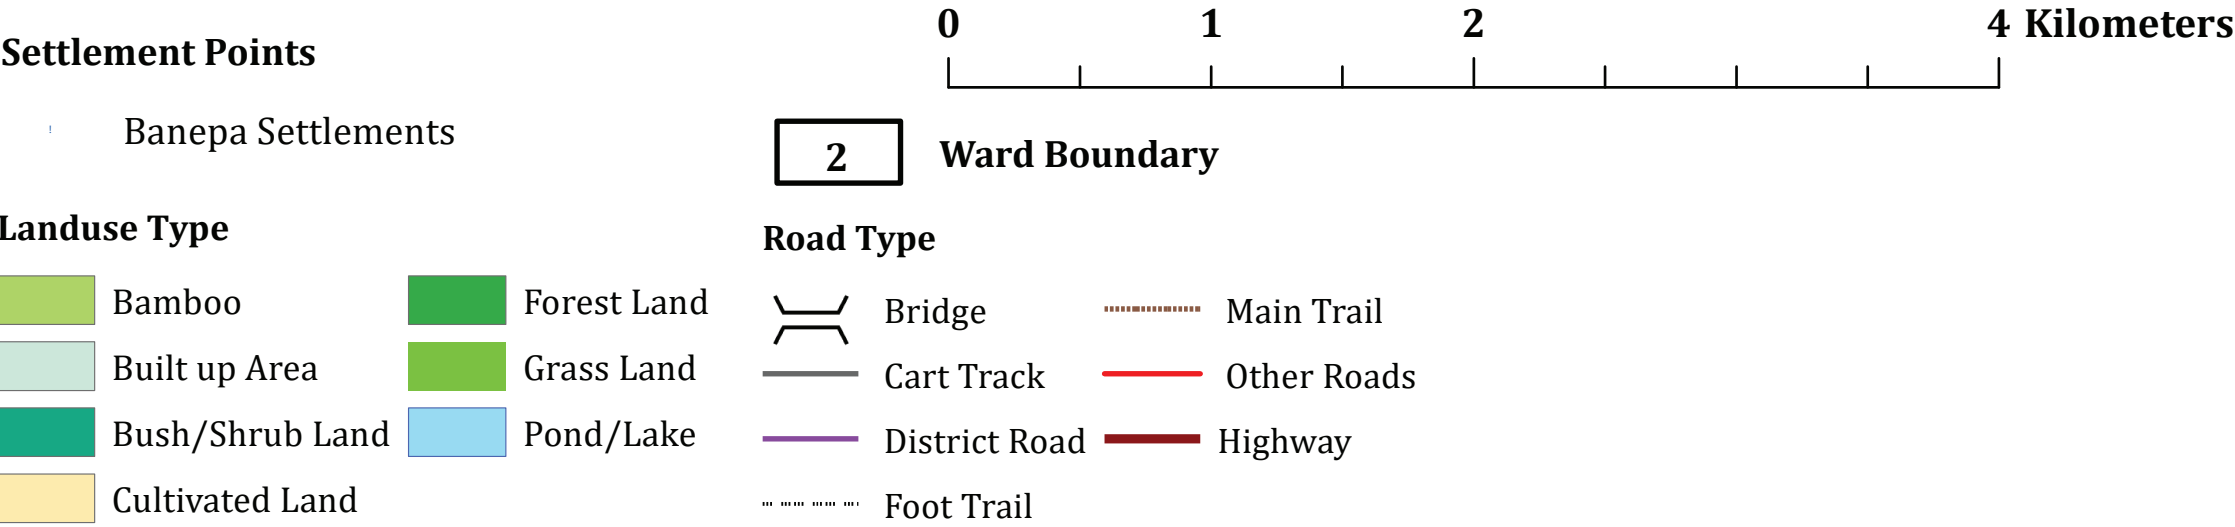 0 1 2 4 Kilometers
Settlement Points
Banepa Settlements
2 Ward Boundary
Landuse Type
Bamboo
Built up Area
Bush/Shrub Land
Cultivated Land
Forest Land
Grass Land
Pond/Lake
Road Type
Bridge
Cart Track
District Road
Foot Trail
Main Trail
Other Roads
Highway